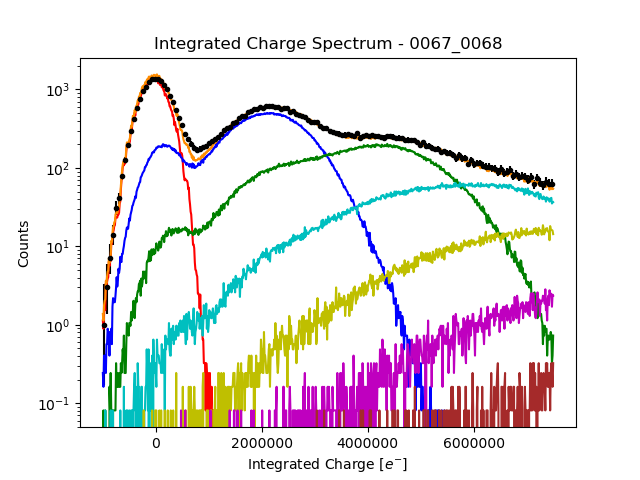 Integrated Charge Spectrum - 0067_0068
10³
10²
10¹
10⁰
10⁻¹
Counts
0 2000000 4000000 6000000
Integrated Charge [e⁻]